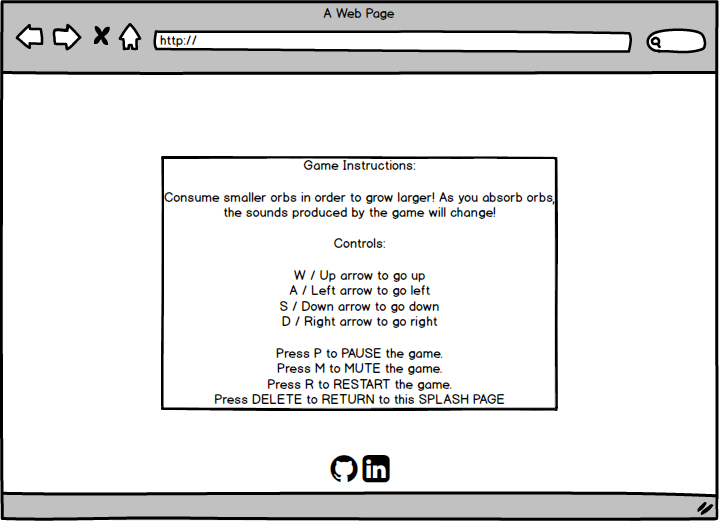 A Web Page
http://
Game Instructions:
Consume smaller orbs in order to grow larger! As you absorb orbs,
the sounds produced by the game will change!
Controls:
W / Up arrow to go up
A / Left arrow to go left
S / Down arrow to go down
D / Right arrow to go right
Press P to PAUSE the game.
Press M to MUTE the game.
Press R to RESTART the game.
Press DELETE to RETURN to this SPLASH PAGE
in